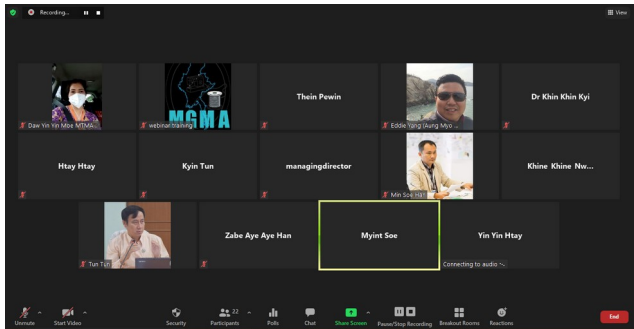 Recording...
View
Daw Yin Yin Moe MTMA...
MGMA
webinar training
Thein Pewin
Eddie Yang (Aung Myo ...
Dr Khin Khin Kyi
Htay Htay
Kyin Tun
managingdirector
Min Soe Han
Khine Khine Nw...
Tun Tun
Zabe Aye Aye Han
Myint Soe
Yin Yin Htay
Connecting to audio
Unmute
Start Video
Security
22
Participants
Polls
Chat
Share Screen
Pause/Stop Recording
Breakout Rooms
Reactions
End